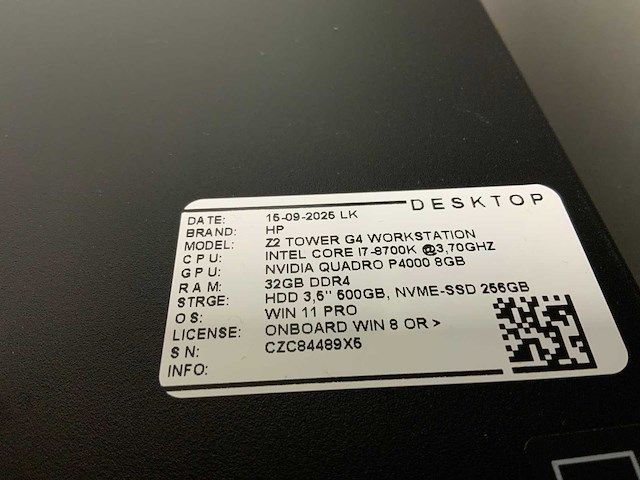 DESKTOP
DATE: 15-09-2025 LK
BRAND: HP
MODEL: Z2 TOWER G4 WORKSTATION
CPU: INTEL CORE I7-8700K @3,70GHZ
GPU: NVIDIA QUADRO P4000 8GB
RAM: 32GB DDR4
STRGE: HDD 3,5" 500GB, NVME-SSD 256GB
OS: WIN 11 PRO
LICENSE: ONBOARD WIN 8 OR >
SN: CZC84489X5
INFO: